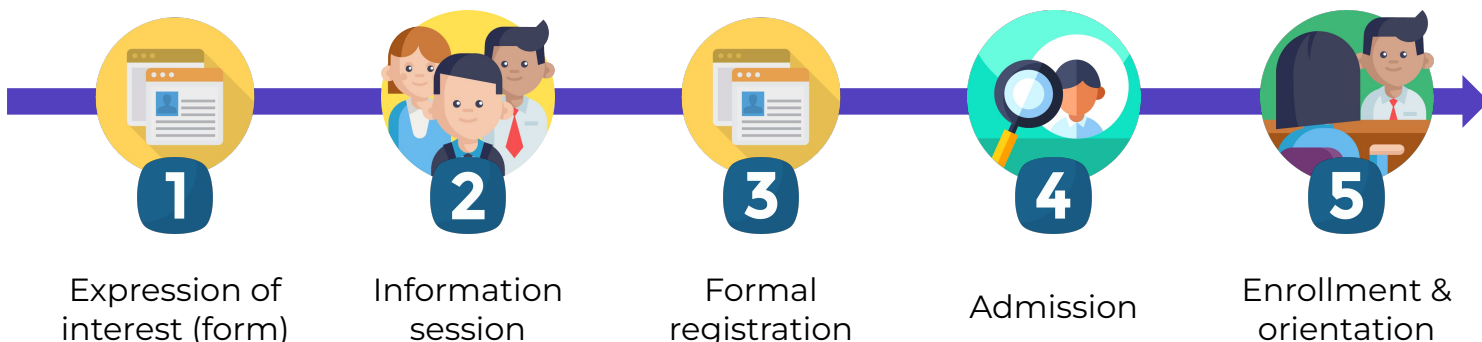 1
2
3
4
5
Expression of
interest (form)
Information
session
Formal
registration
Admission
Enrollment &
orientation